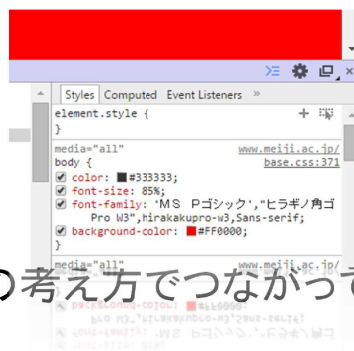 Styles Computed Event Listeners »
element.style {
}
media="all" www.meiji.ac.jp/
body { base.css:371
color: #333333;
font-size: 85%;
font-family: "ＭＳ Ｐゴシック","ヒラギノ角ゴ
Pro W3",hirakakupro-w3,Sans-serif;
background-color: #FF0000;
}
media="all" www.meiji.ac.jp/
の考え方でつながって